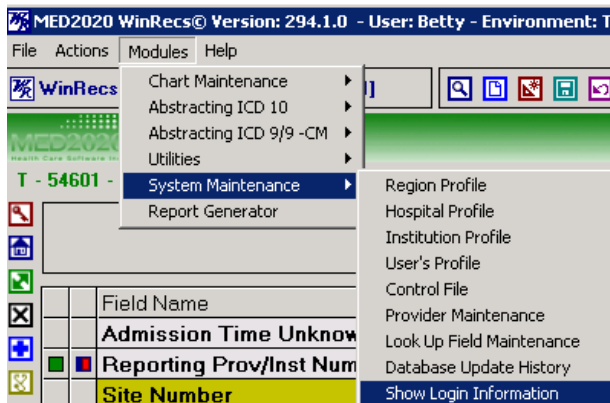 MED2020 WinRecs© Version: 294.1.0 - User: Betty - Environment: T
File Actions Modules Help
WinRecs
Chart Maintenance
Abstracting ICD 10
Abstracting ICD 9/9 -CM
Utilities
System Maintenance
Report Generator
MED2020
Health Care Software
T - 54601 -
Region Profile
Hospital Profile
Institution Profile
User's Profile
Control File
Provider Maintenance
Look Up Field Maintenance
Database Update History
Show Login Information
Field Name
Admission Time Unknow
Reporting Prov/Inst Num
Site Number